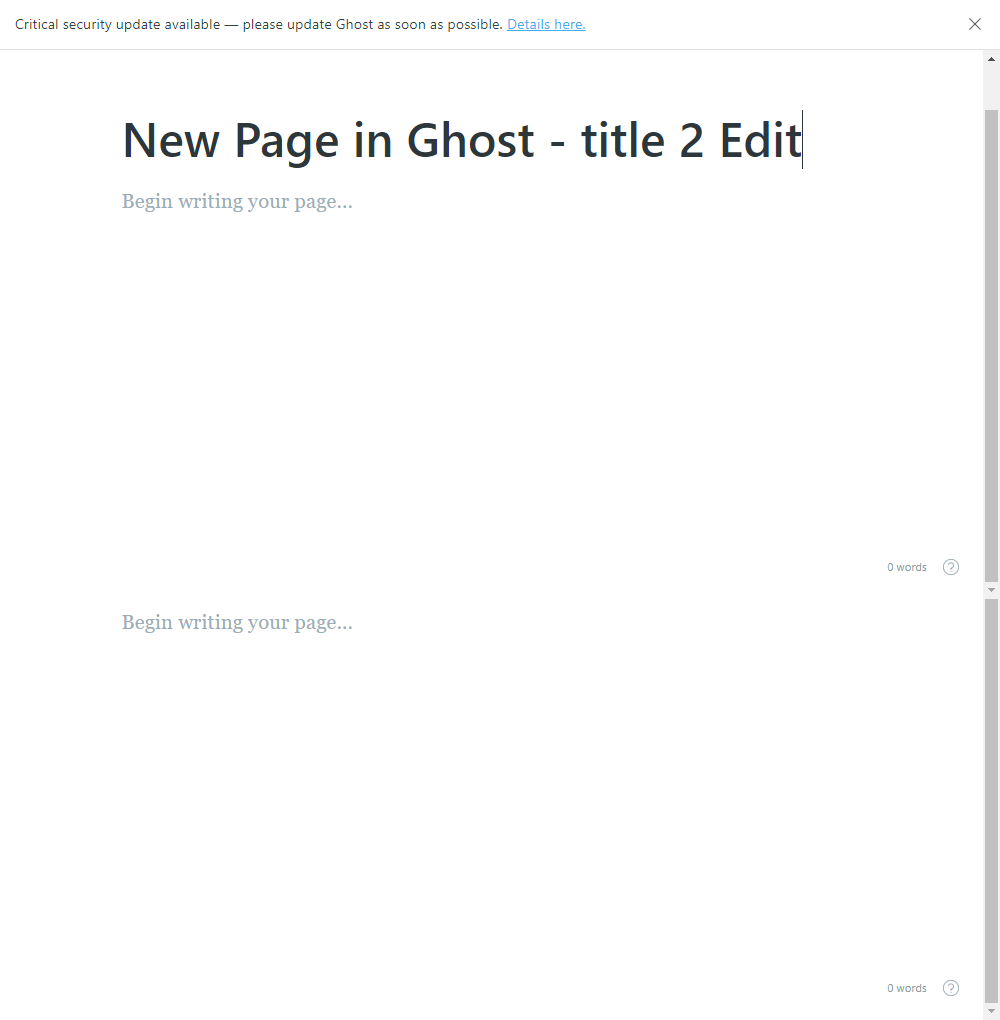 Critical security update available — please update Ghost as soon as possible. Details here.
New Page in Ghost - title 2 Edit
Begin writing your page...
0 words
Begin writing your page...
0 words